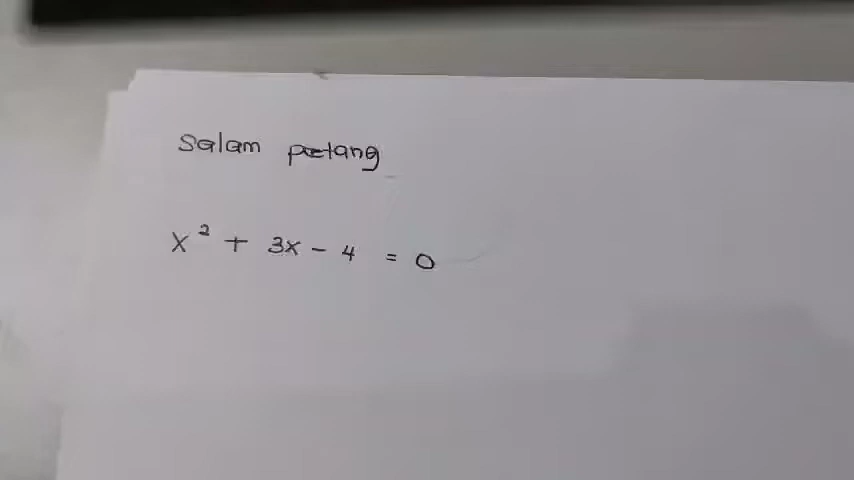 Salam petang
x² + 3x - 4 = 0